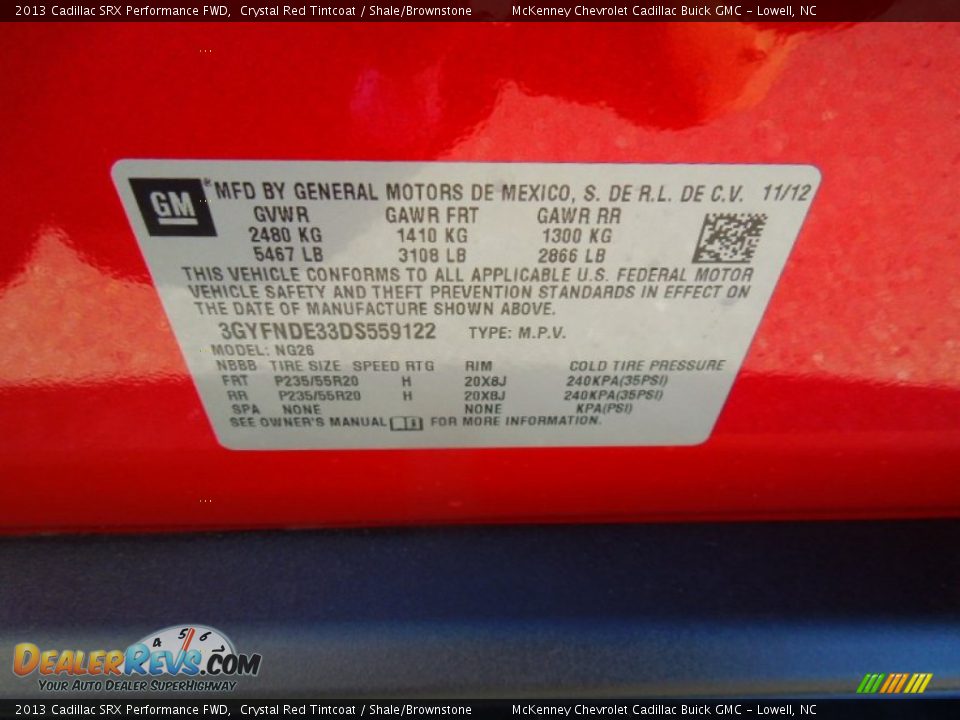 2013 Cadillac SRX Performance FWD, Crystal Red Tintcoat / Shale/Brownstone McKenney Chevrolet Cadillac Buick GMC - Lowell, NC
GM ® MFD BY GENERAL MOTORS DE MEXICO, S. DE R.L. DE C.V. 11/12
GVWR GAWR FRT GAWR RR
2480 KG 1410 KG 1300 KG
5467 LB 3108 LB 2866 LB
THIS VEHICLE CONFORMS TO ALL APPLICABLE U.S. FEDERAL MOTOR
VEHICLE SAFETY AND THEFT PREVENTION STANDARDS IN EFFECT ON
THE DATE OF MANUFACTURE SHOWN ABOVE.
3GYFNDE33DS559122 TYPE: M.P.V.
MODEL: NG26
NBBB TIRE SIZE SPEED RTG RIM COLD TIRE PRESSURE
FRT P235/55R20 H 20X8J 240KPA(35PSI)
RR P235/55R20 H 20X8J 240KPA(35PSI)
SPA NONE NONE KPA(PSI)
SEE OWNER'S MANUAL FOR MORE INFORMATION.
4 5 6 7
DEALERREVS.COM
YOUR AUTO DEALER SUPERHIGHWAY
2013 Cadillac SRX Performance FWD, Crystal Red Tintcoat / Shale/Brownstone McKenney Chevrolet Cadillac Buick GMC - Lowell, NC